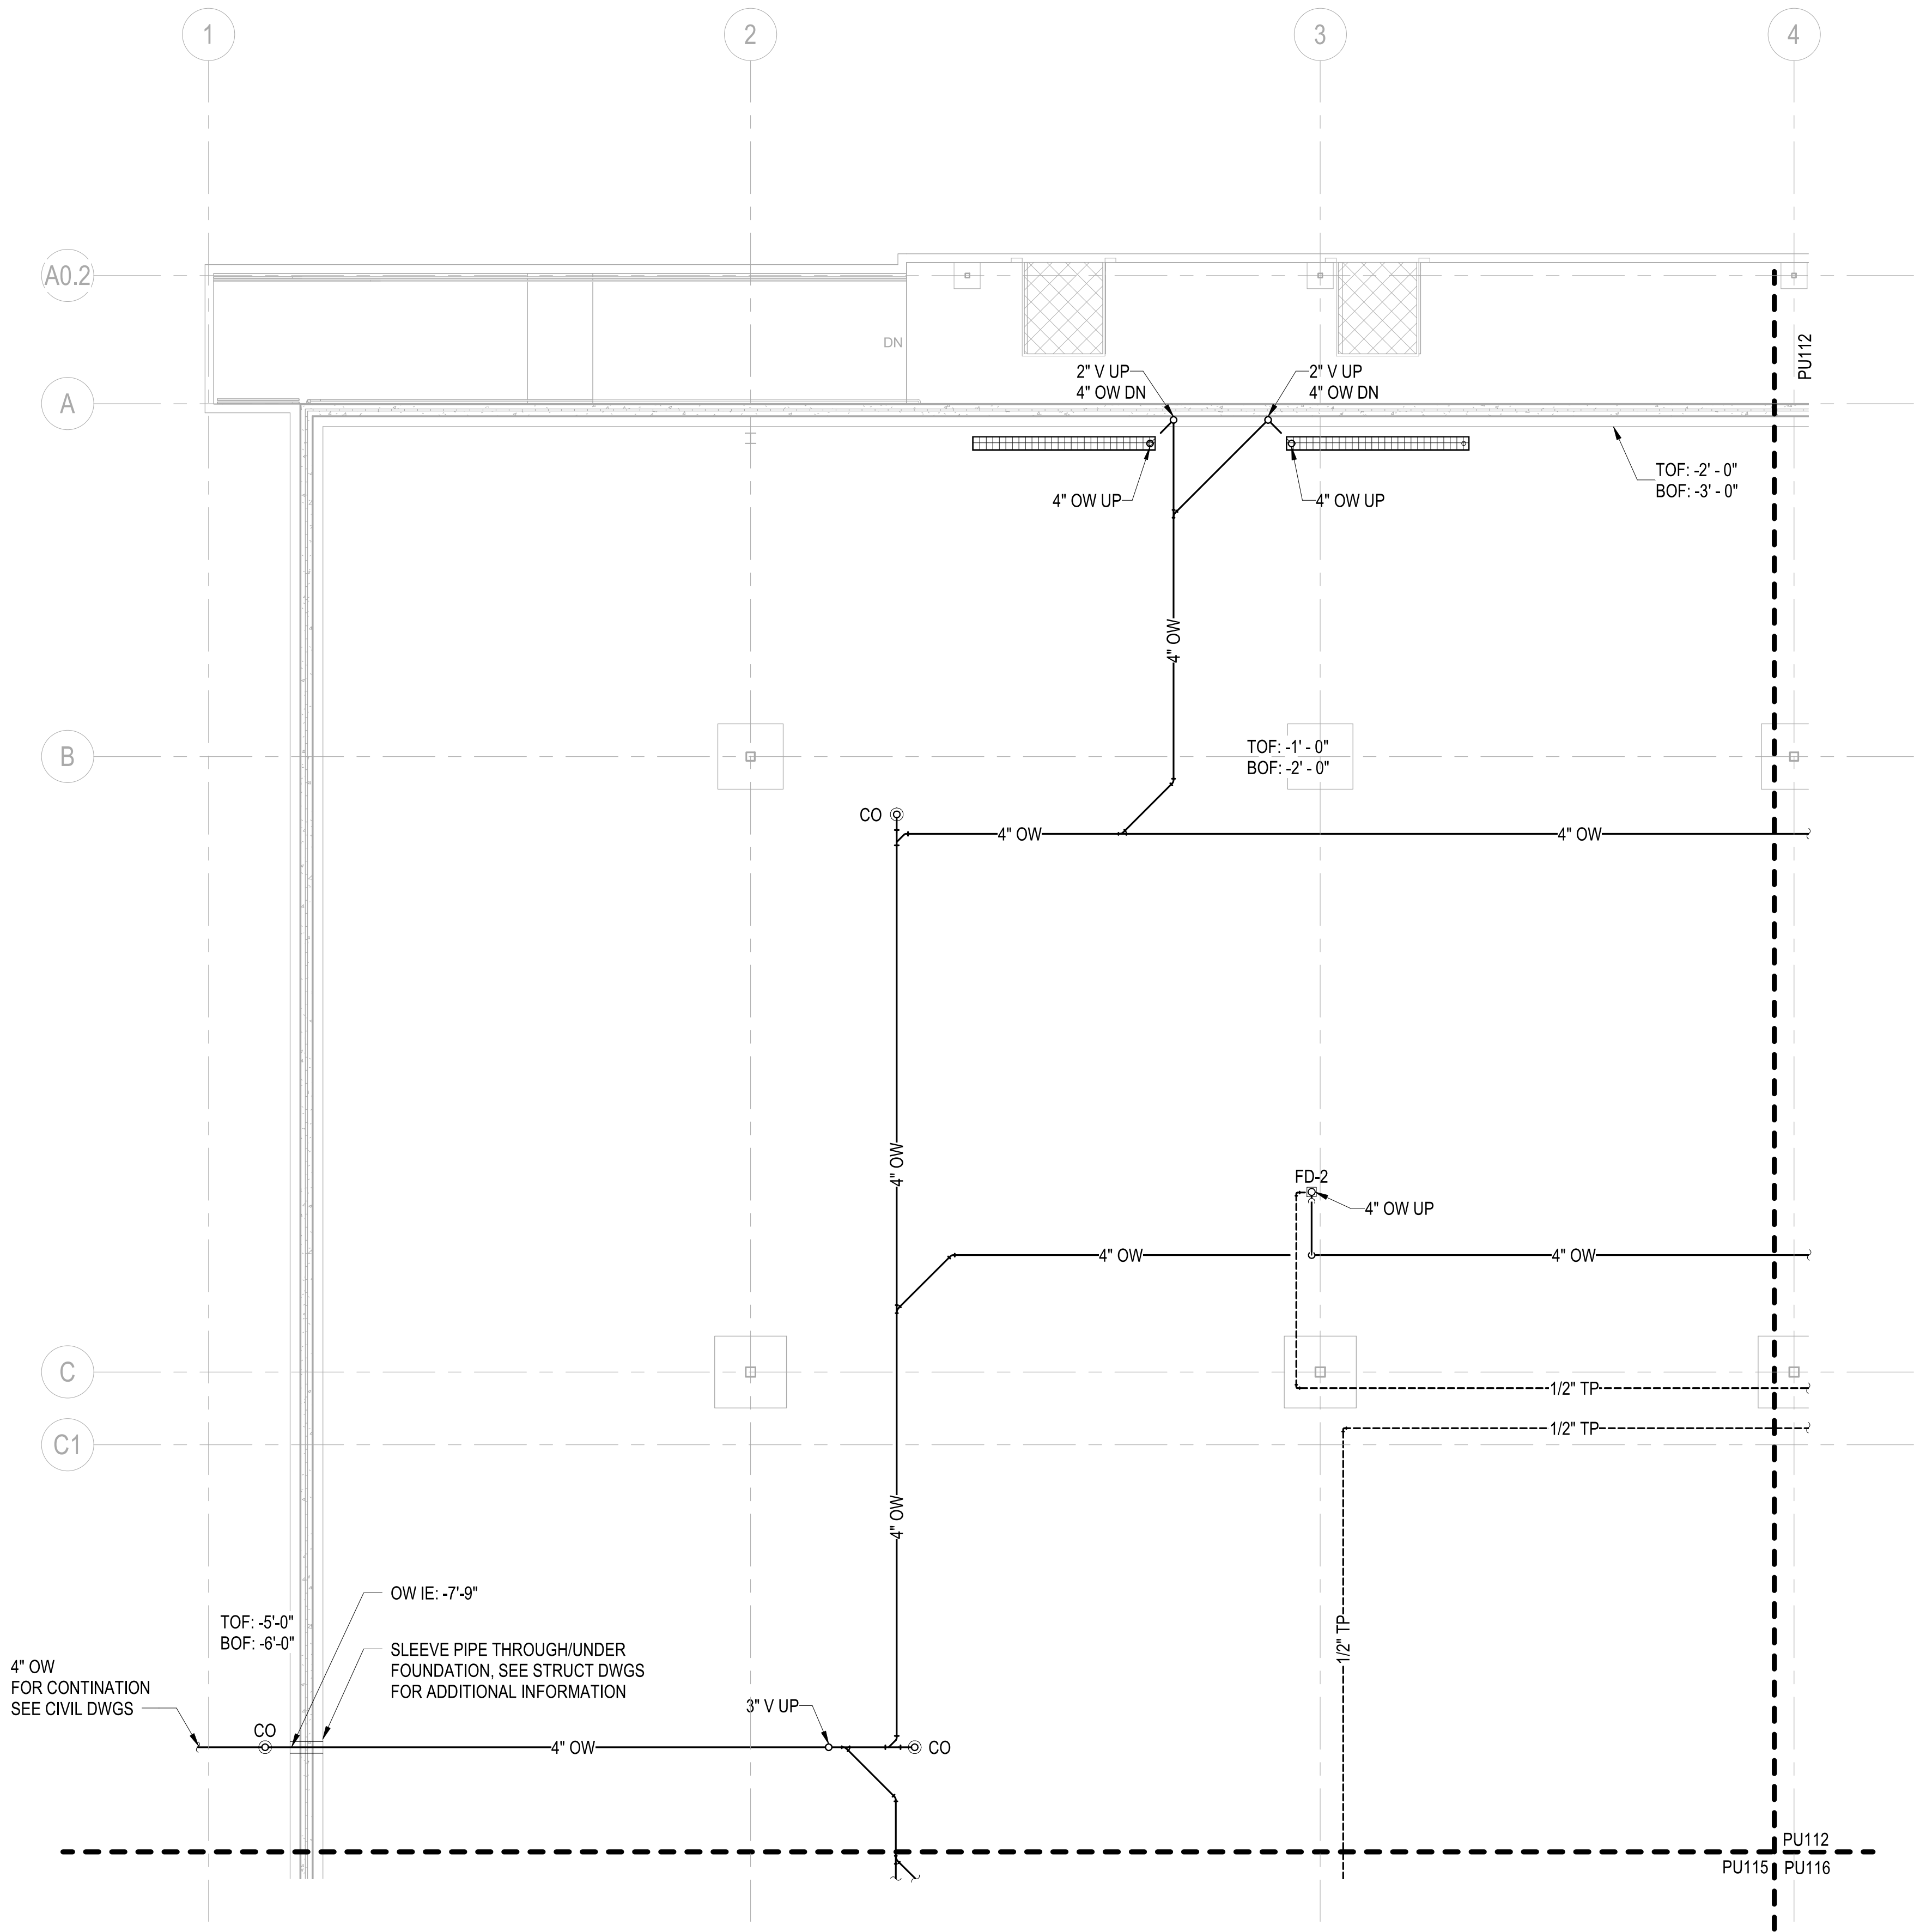 1
2
3
4
A0.2
DN
PU112
2" V UP
4" OW DN
2" V UP
4" OW DN
A
4" OW UP
4" OW UP
TOF: -2' - 0"
BOF: -3' - 0"
4" OW
B
TOF: -1' - 0"
BOF: -2' - 0"
CO
4" OW
4" OW
4" OW
FD-2
4" OW UP
4" OW
4" OW
C
1/2" TP
1/2" TP
C1
4" OW
OW IE: -7'-9"
TOF: -5'-0"
BOF: -6'-0"
SLEEVE PIPE THROUGH/UNDER
FOUNDATION, SEE STRUCT DWGS
FOR ADDITIONAL INFORMATION
1/2" TP
4" OW
FOR CONTINATION
SEE CIVIL DWGS
3" V UP
CO
4" OW
CO
PU112
PU115
PU116